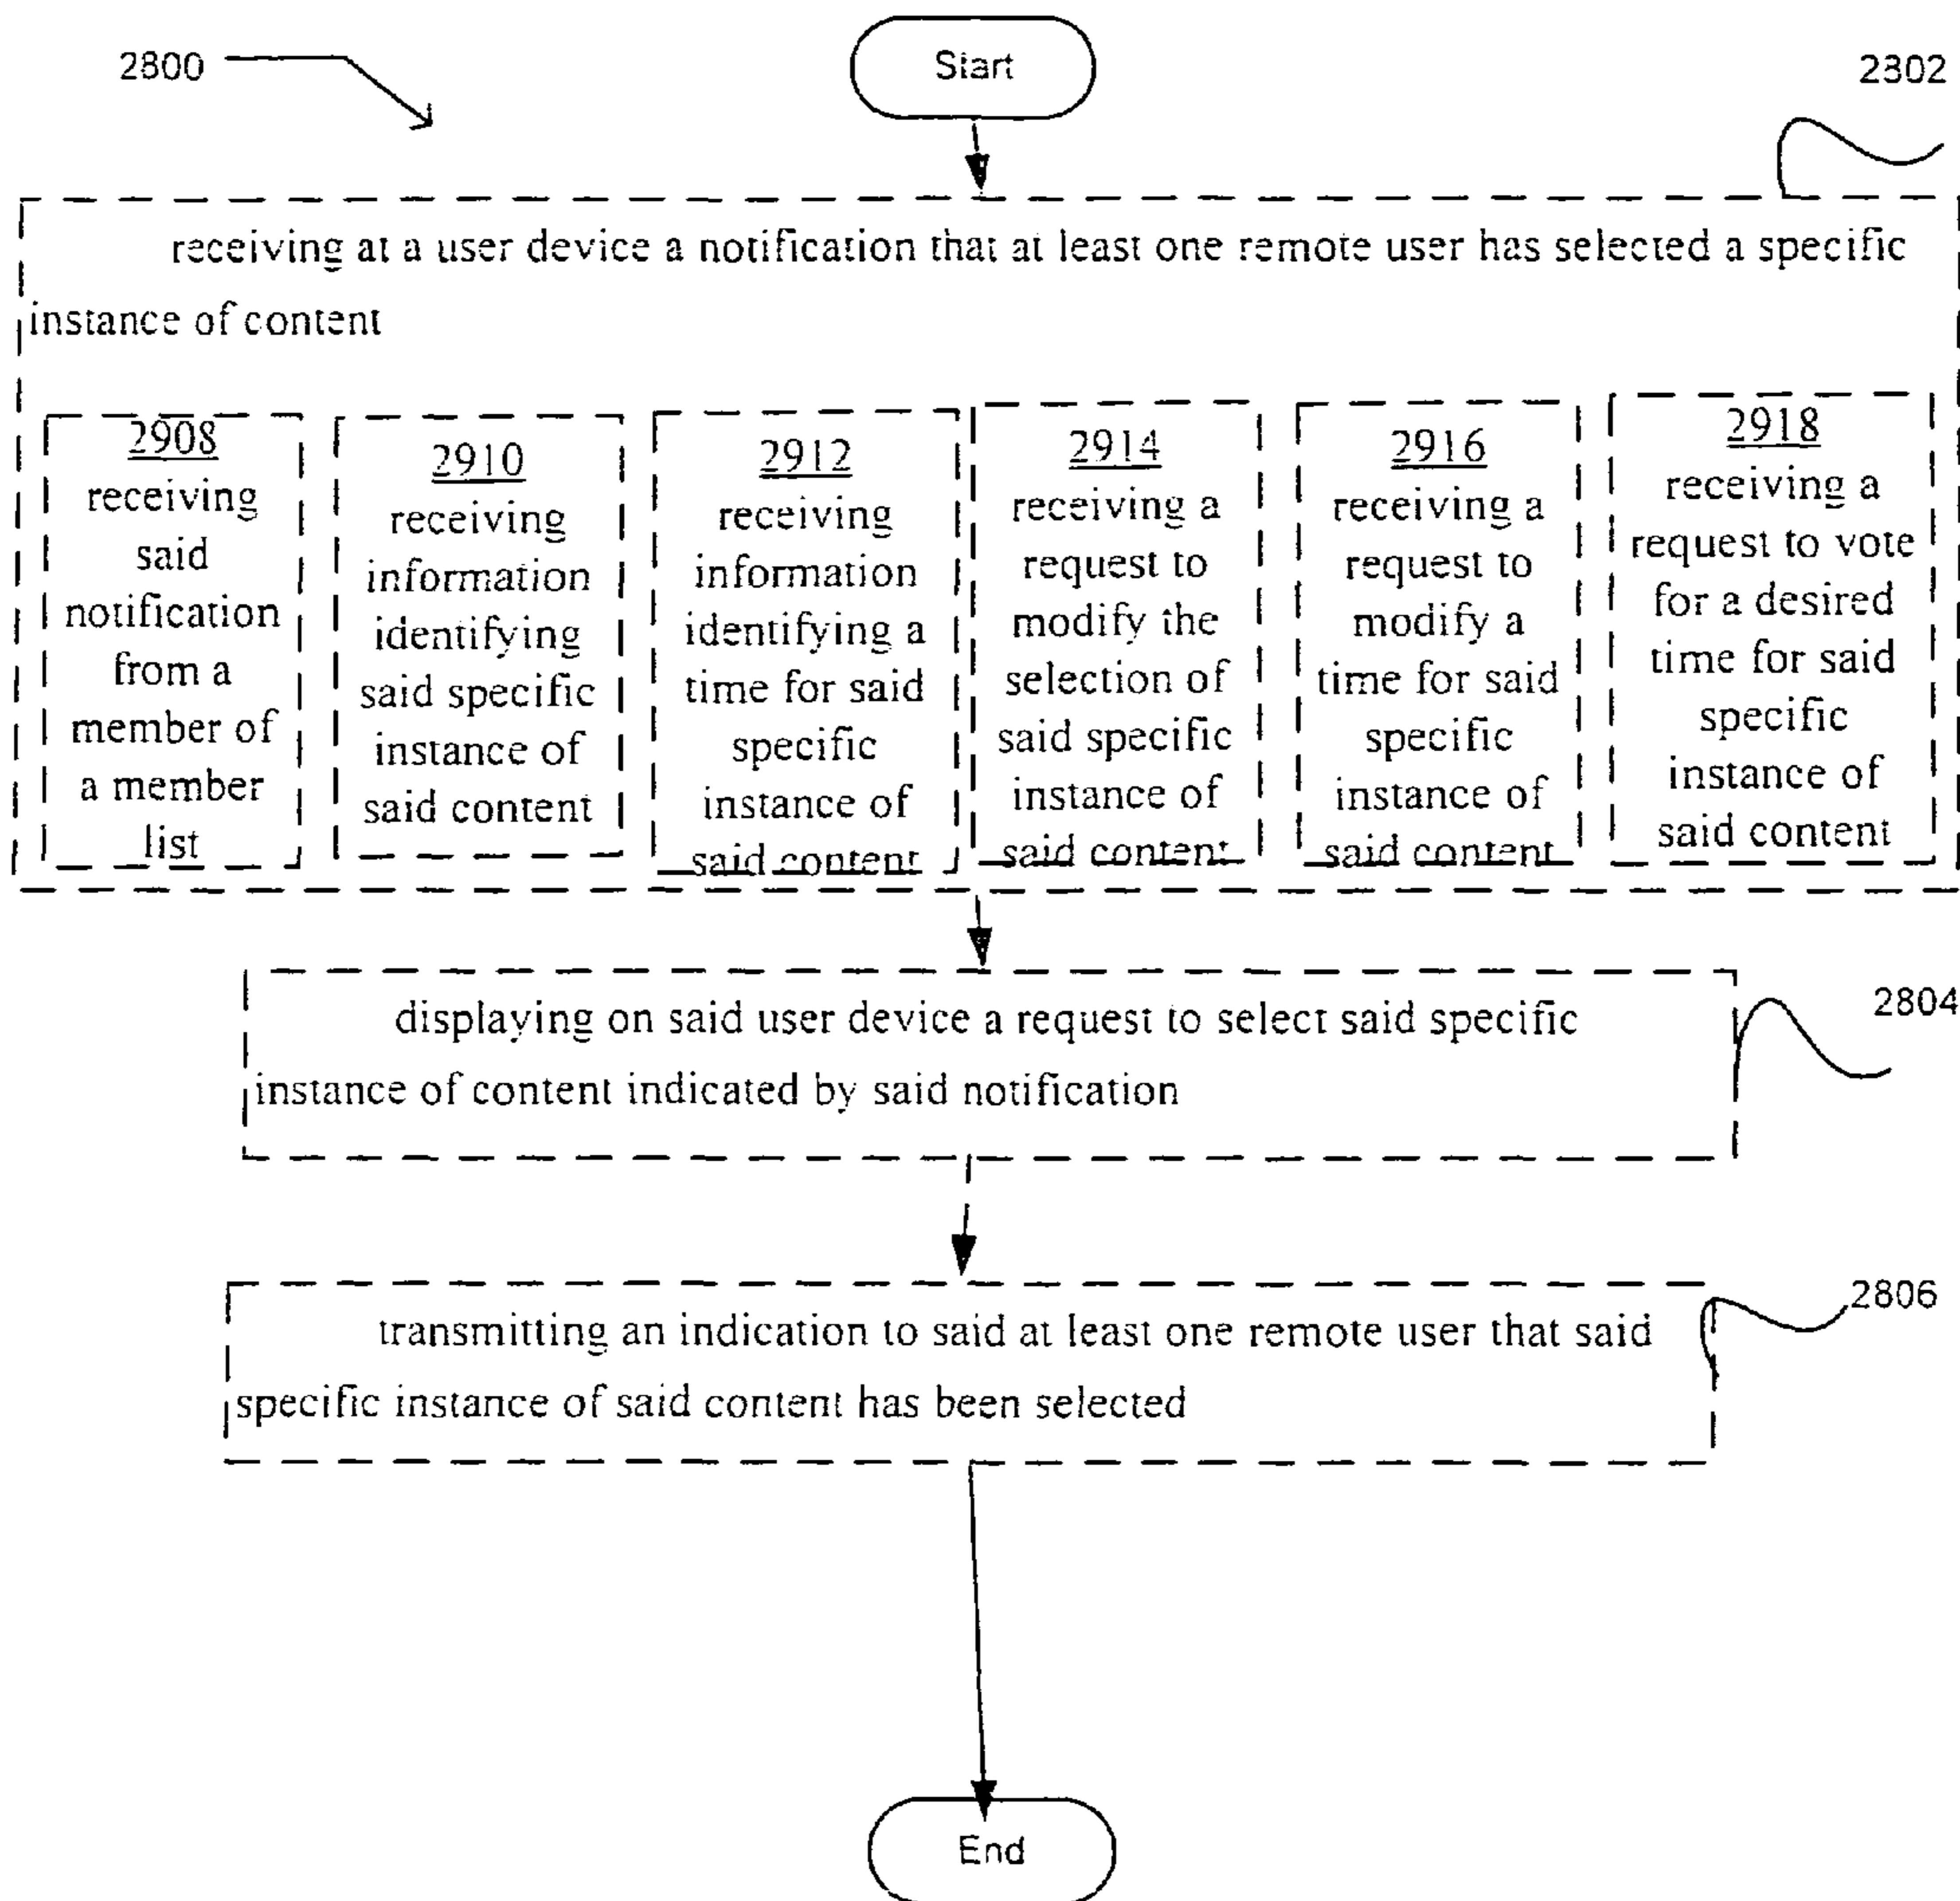 2800
Start
2802
receiving at a user device a notification that at least one remote user has selected a specific
instance of content
2908
receiving
said
notification
from a
member of
a member
list
2910
receiving
information
identifying
said specific
instance of
said content
2912
receiving
information
identifying a
time for said
specific
instance of
said content
2914
receiving a
request to
modify the
selection of
said specific
instance of
said content
2916
receiving a
request to
modify a
time for said
specific
instance of
said content
2918
receiving a
request to vote
for a desired
time for said
specific
instance of
said content
displaying on said user device a request to select said specific
instance of content indicated by said notification
2804
transmitting an indication to said at least one remote user that said
specific instance of said content has been selected
2806
End